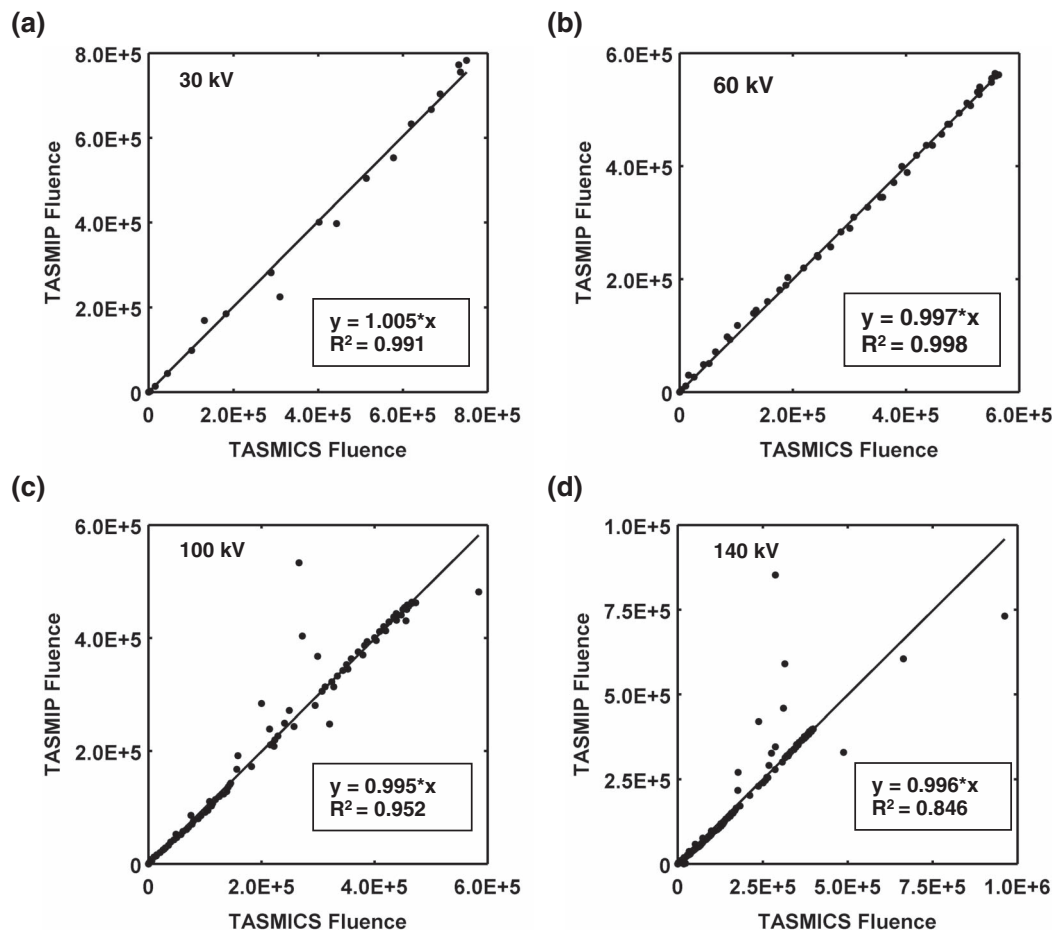 (a)
8.0E+5
6.0E+5
4.0E+5
2.0E+5
0
TASMIP Fluence
30 kV
y = 1.005*x
R² = 0.991
0 2.0E+5 4.0E+5 6.0E+5 8.0E+5
TASMICS Fluence
(b)
6.0E+5
4.0E+5
2.0E+5
0
TASMIP Fluence
60 kV
y = 0.997*x
R² = 0.998
0 2.0E+5 4.0E+5 6.0E+5
TASMICS Fluence
(c)
6.0E+5
4.0E+5
2.0E+5
0
TASMIP Fluence
100 kV
y = 0.995*x
R² = 0.952
0 2.0E+5 4.0E+5 6.0E+5
TASMICS Fluence
(d)
1.0E+5
7.5E+5
5.0E+5
2.5E+5
0
TASMIP Fluence
140 kV
y = 0.996*x
R² = 0.846
0 2.5E+5 5.0E+5 7.5E+5 1.0E+6
TASMICS Fluence